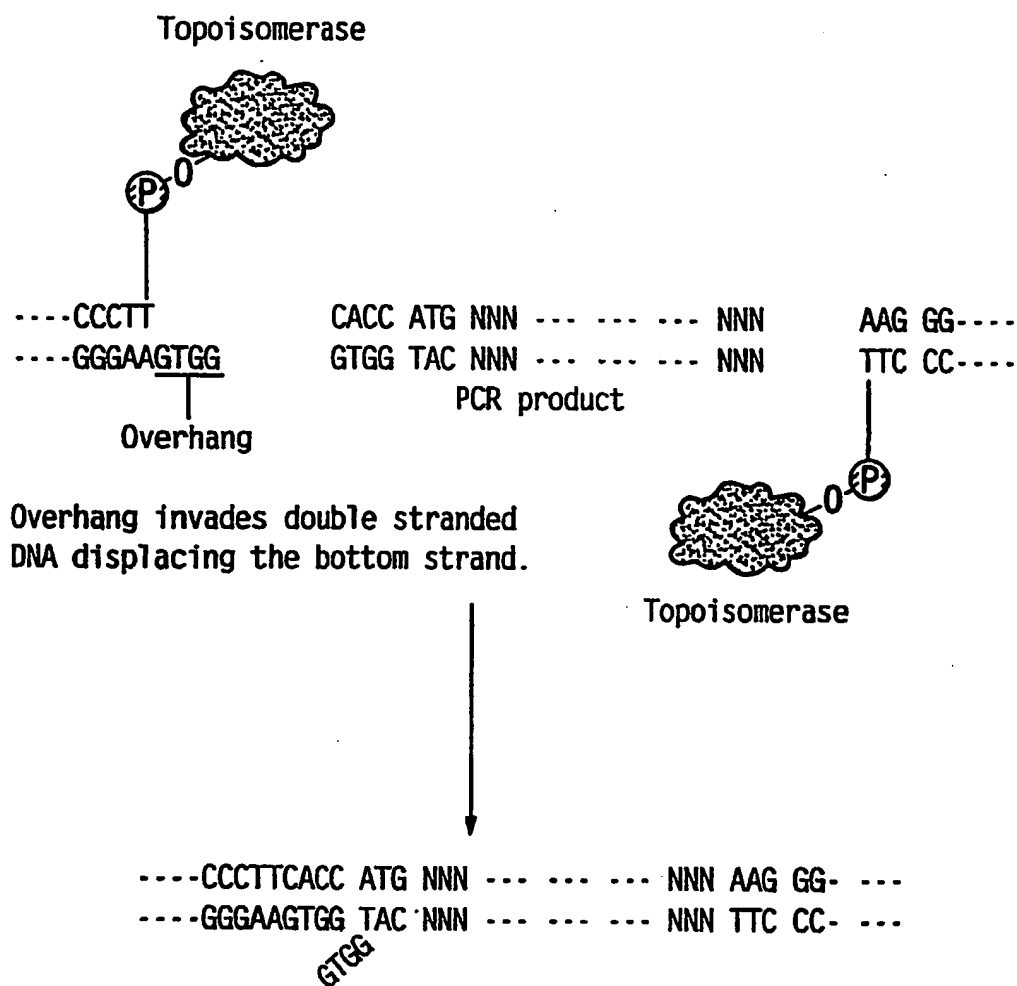 Topoisomerase
P-O
----CCCTT CACC ATG NNN --- --- --- NNN AAG GG----
----GGGAAGTGG GTGG TAC NNN --- --- --- NNN TTC CC----
PCR product
Overhang
O-P
Overhang invades double stranded
DNA displacing the bottom strand.
Topoisomerase
----CCCTTCACC ATG NNN --- --- --- NNN AAG GG- ---
----GGGAAGTGG TAC NNN --- --- --- NNN TTC CC- ---
GTGG